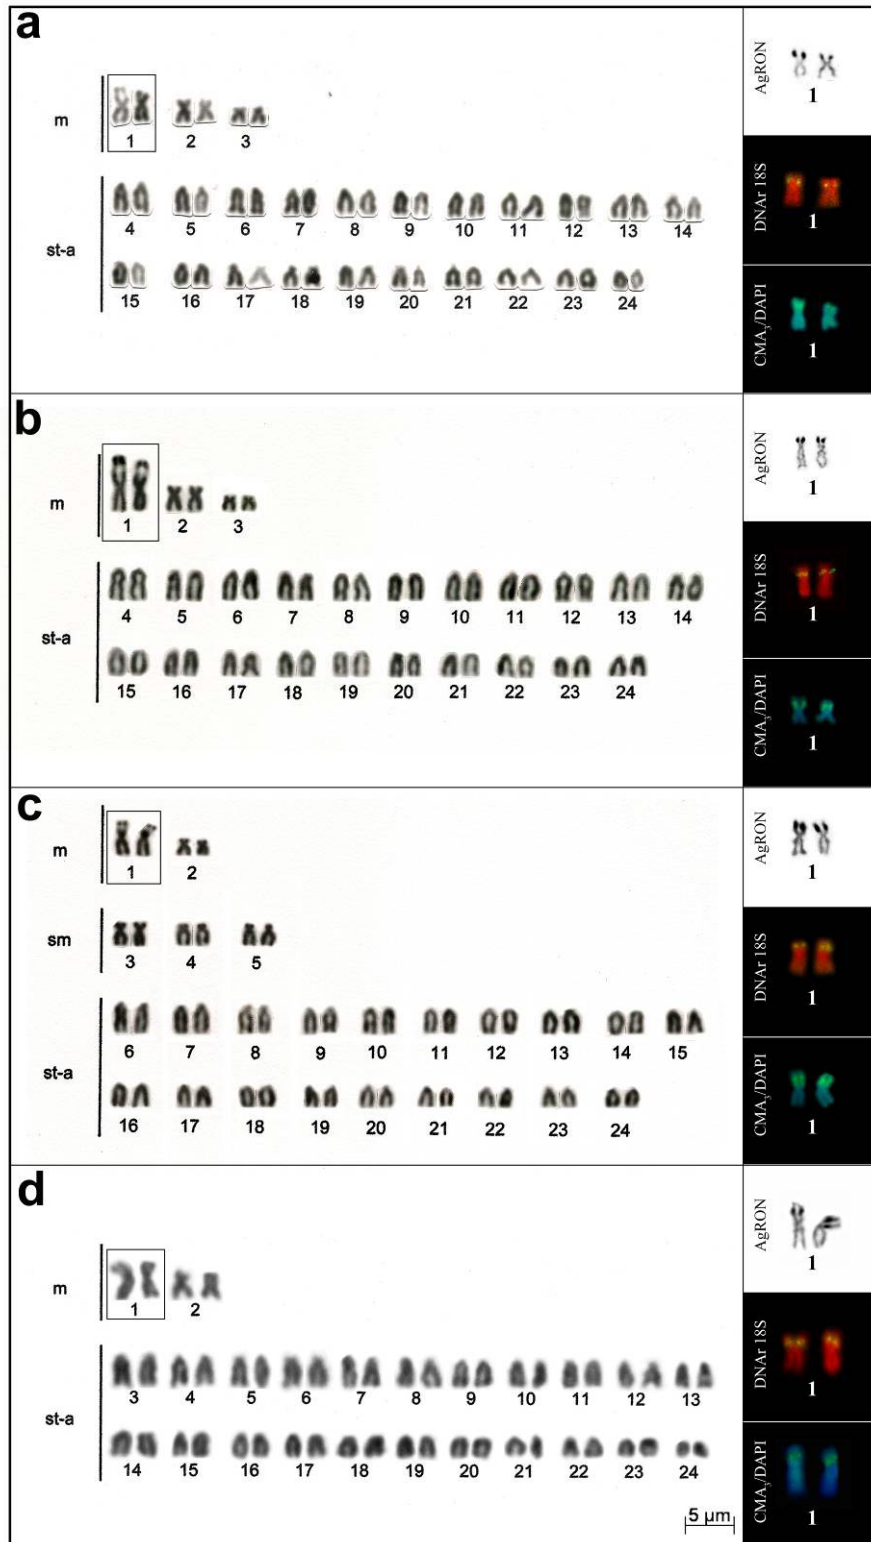 a
m
1 2 3
st-a
4 5 6 7 8 9 10 11 12 13 14
15 16 17 18 19 20 21 22 23 24
AgRON
1
DNAr 18S
1
CMA₃/DAPI
1
b
m
1 2 3
st-a
4 5 6 7 8 9 10 11 12 13 14
15 16 17 18 19 20 21 22 23 24
AgRON
1
DNAr 18S
1
CMA₃/DAPI
1
c
m
1 2
sm
3 4 5
st-a
6 7 8 9 10 11 12 13 14 15
16 17 18 19 20 21 22 23 24
AgRON
1
DNAr 18S
1
CMA₃/DAPI
1
d
m
1 2
st-a
3 4 5 6 7 8 9 10 11 12 13
14 15 16 17 18 19 20 21 22 23 24
5 µm
AgRON
1
DNAr 18S
1
CMA₃/DAPI
1